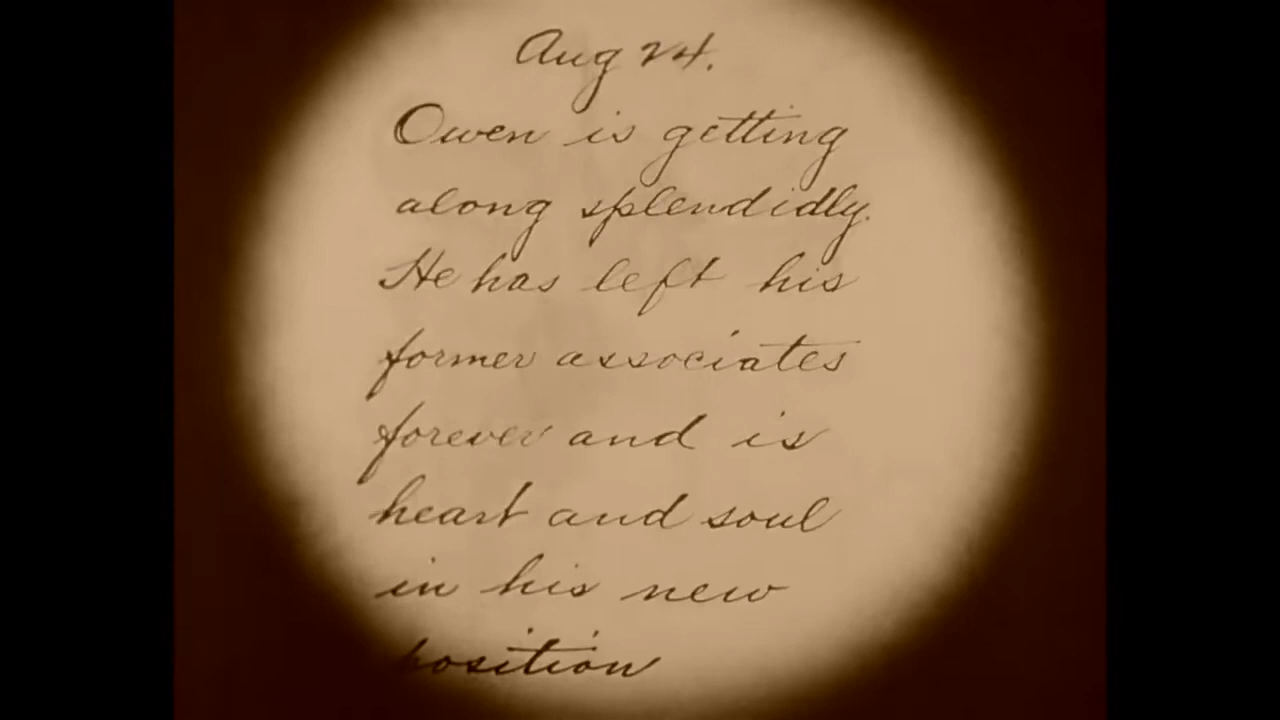 Aug 24.
Owen is getting
along splendidly.
He has left his
former associates
forever and is
heart and soul
in his new
position